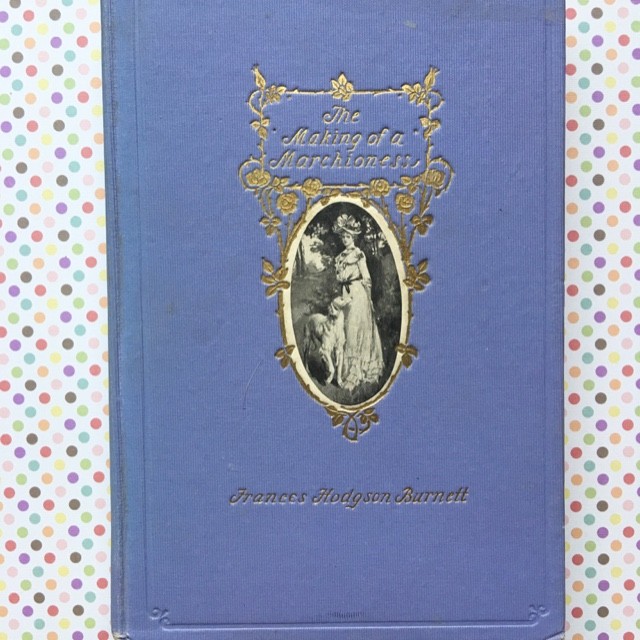 The
Making of a
Marchioness
Frances Hodgson Burnett